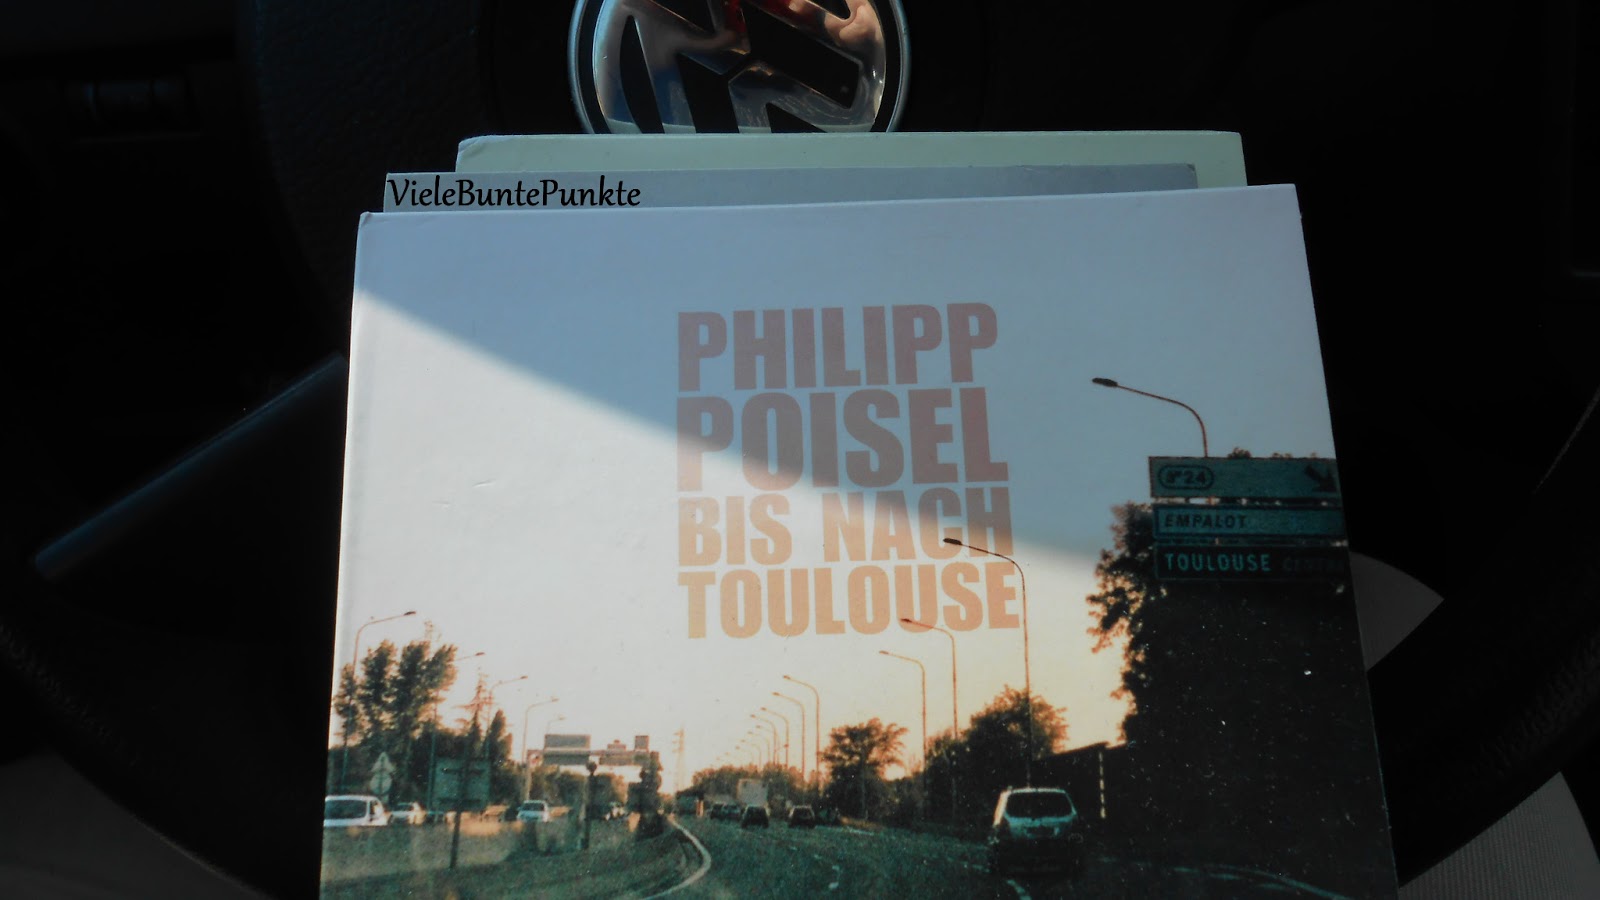 VieleBuntePunkte
PHILIPP
POISEL
BIS NACH
TOULOUSE
24
EMPALOT
TOULOUSE